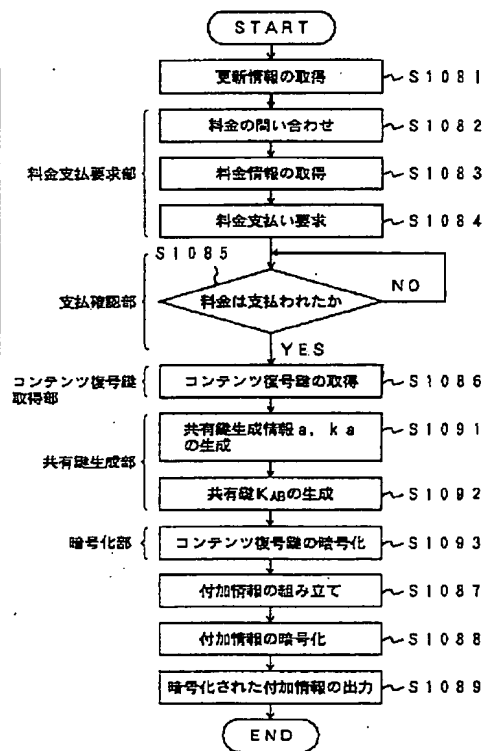 START
更新情報の取得 S1081
料金の問い合わせ S1082
料金支払要求部
料金情報の取得 S1083
料金支払い要求 S1084
S1085
支払確認部
料金は支払われたか
NO
YES
コンテンツ復号鍵
取得部
コンテンツ復号鍵の取得 S1086
共有鍵生成部
共有鍵生成情報a, ka
の生成
S1091
共有鍵KABの生成 S1092
暗号化部
コンテンツ復号鍵の暗号化 S1093
付加情報の組み立て S1087
付加情報の暗号化 S1088
暗号化された付加情報の出力 S1089
END